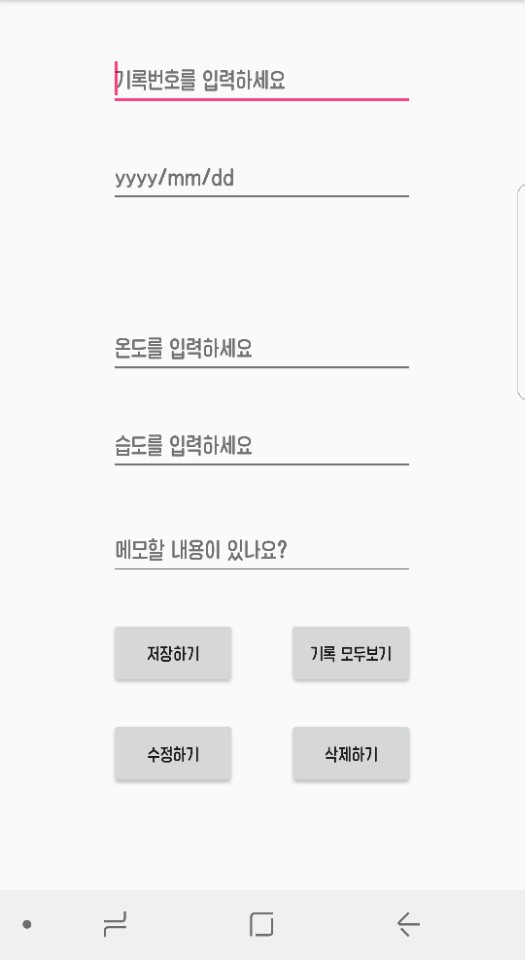 기록번호를 입력하세요
yyyy/mm/dd
온도를 입력하세요
습도를 입력하세요
메모할 내용이 있나요?
저장하기 기록 모두보기
수정하기 삭제하기